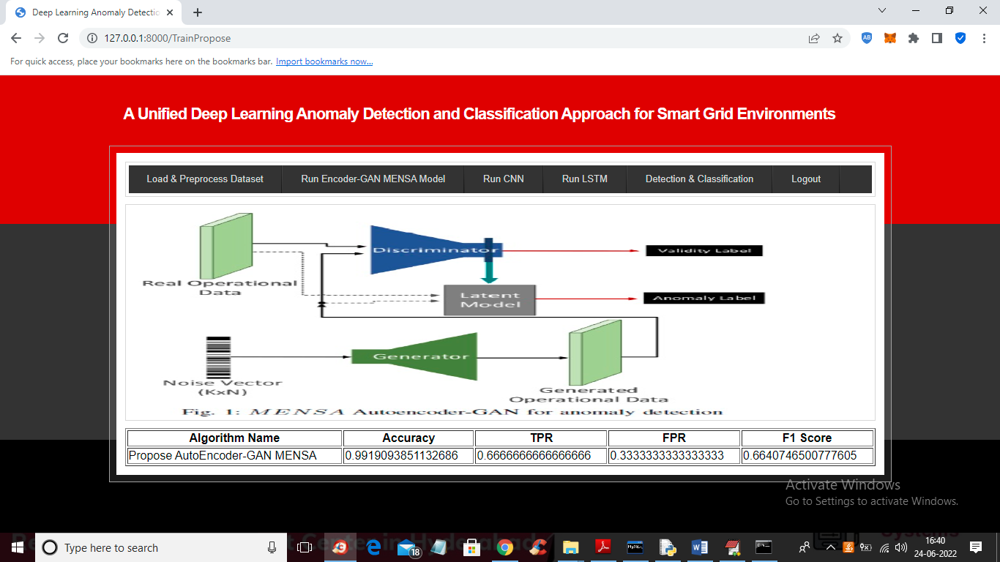 Deep Learning Anomaly Detectio
127.0.0.1:8000/TrainPropose
AB
For quick access, place your bookmarks here on the bookmarks bar. Import bookmarks now...
A Unified Deep Learning Anomaly Detection and Classification Approach for Smart Grid Environments
Load & Preprocess Dataset Run Encoder-GAN MENSA Model Run CNN Run LSTM Detection & Classification Logout
Discriminator
Validity Label
Real Operational
Data
Latent
Model
Anomaly Label
Generator
Noise Vector
(KxN)
Generated
Operational Data
Fig. 1: MENSA Autoencoder-GAN for anomaly detection
Algorithm Name Accuracy TPR FPR F1 Score
Propose AutoEncoder-GAN MENSA 0.9919093851132686 0.6666666666666666 0.3333333333333333 0.6640746500777605
Activate Windows
Go to Settings to activate Windows.
Systems
Type here to search
18
MySQL
16:40
24-06-2022